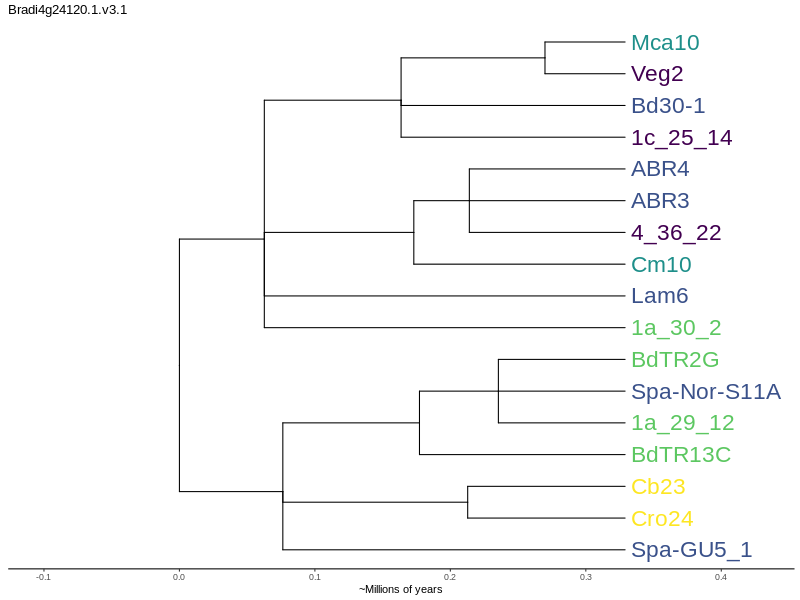 Bradi4g24120.1.v3.1
Mca10
Veg2
Bd30-1
1c_25_14
ABR4
ABR3
4_36_22
Cm10
Lam6
1a_30_2
BdTR2G
Spa-Nor-S11A
1a_29_12
BdTR13C
Cb23
Cro24
Spa-GU5_1
-0.1 0.0 0.1 0.2 0.3 0.4
~Millions of years